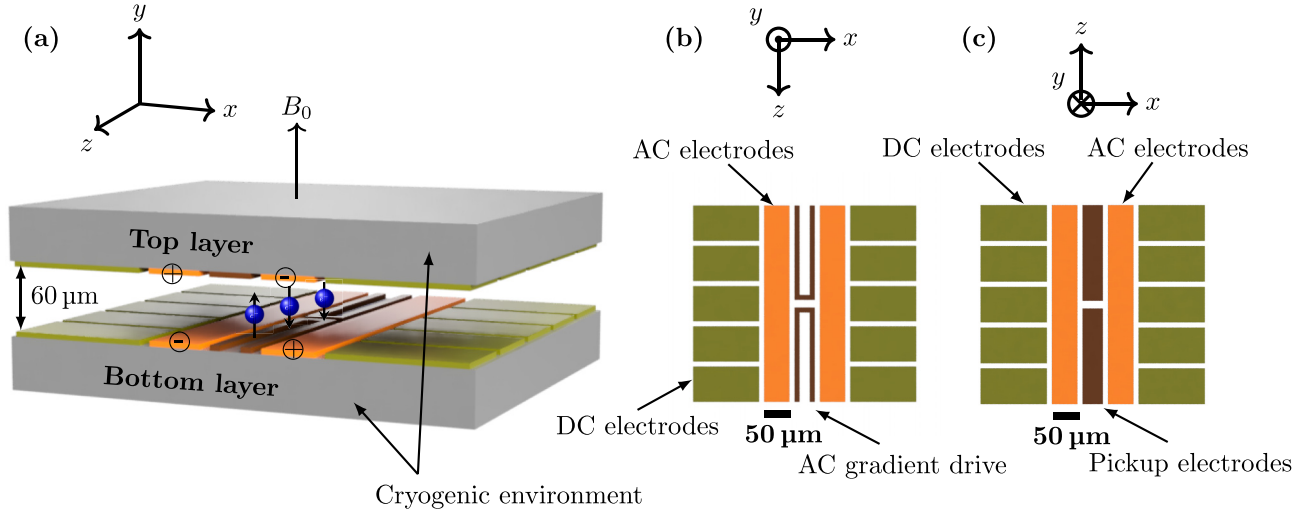 (a)
y
x
z
B₀
Top layer
+
-
60 µm
-
+
Bottom layer
Cryogenic environment
(b)
y
x
z
AC electrodes
DC electrodes
50 µm
AC gradient drive
(c)
z
y
x
DC electrodes
AC electrodes
50 µm
Pickup electrodes